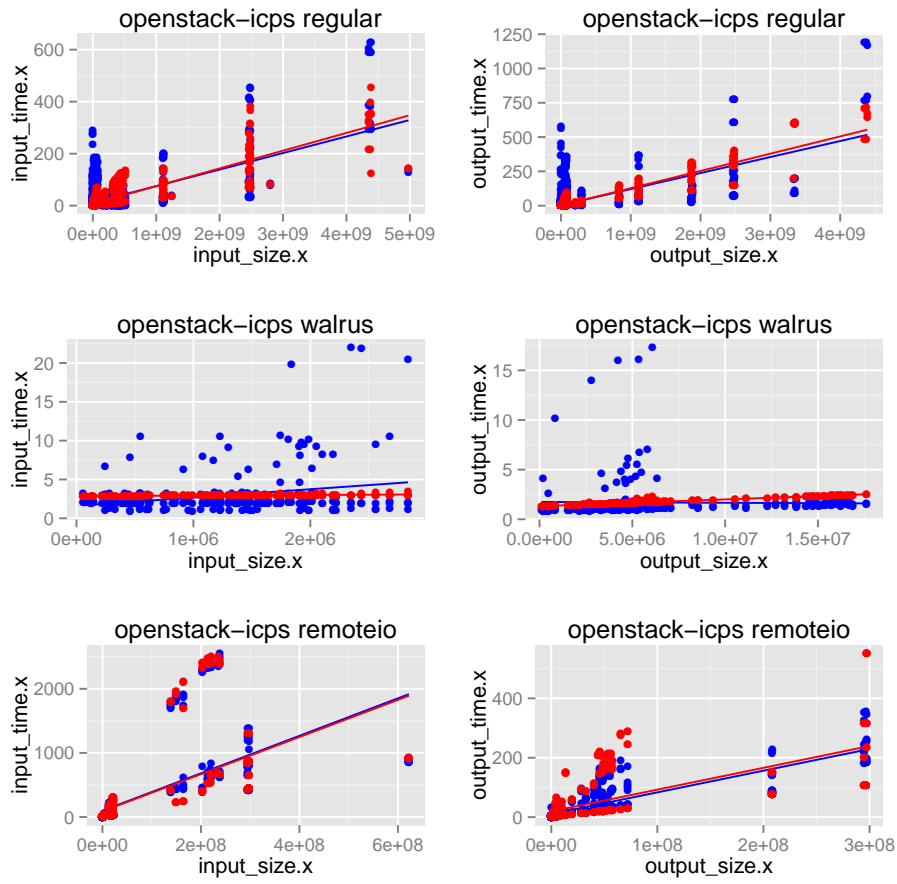 openstack−icps regular
input_time.x
600
400
200
0
0e+00 1e+09 2e+09 3e+09 4e+09 5e+09
input_size.x
openstack−icps regular
output_time.x
1250
1000
750
500
250
0
0e+00 1e+09 2e+09 3e+09 4e+09
output_size.x
openstack−icps walrus
input_time.x
20
15
10
5
0
0e+00 1e+06 2e+06
input_size.x
openstack−icps walrus
output_time.x
15
10
5
0
0.0e+00 5.0e+06 1.0e+07 1.5e+07
output_size.x
openstack−icps remoteio
input_time.x
2000
1000
0
0e+00 2e+08 4e+08 6e+08
input_size.x
openstack−icps remoteio
output_time.x
400
200
0
0e+00 1e+08 2e+08 3e+08
output_size.x